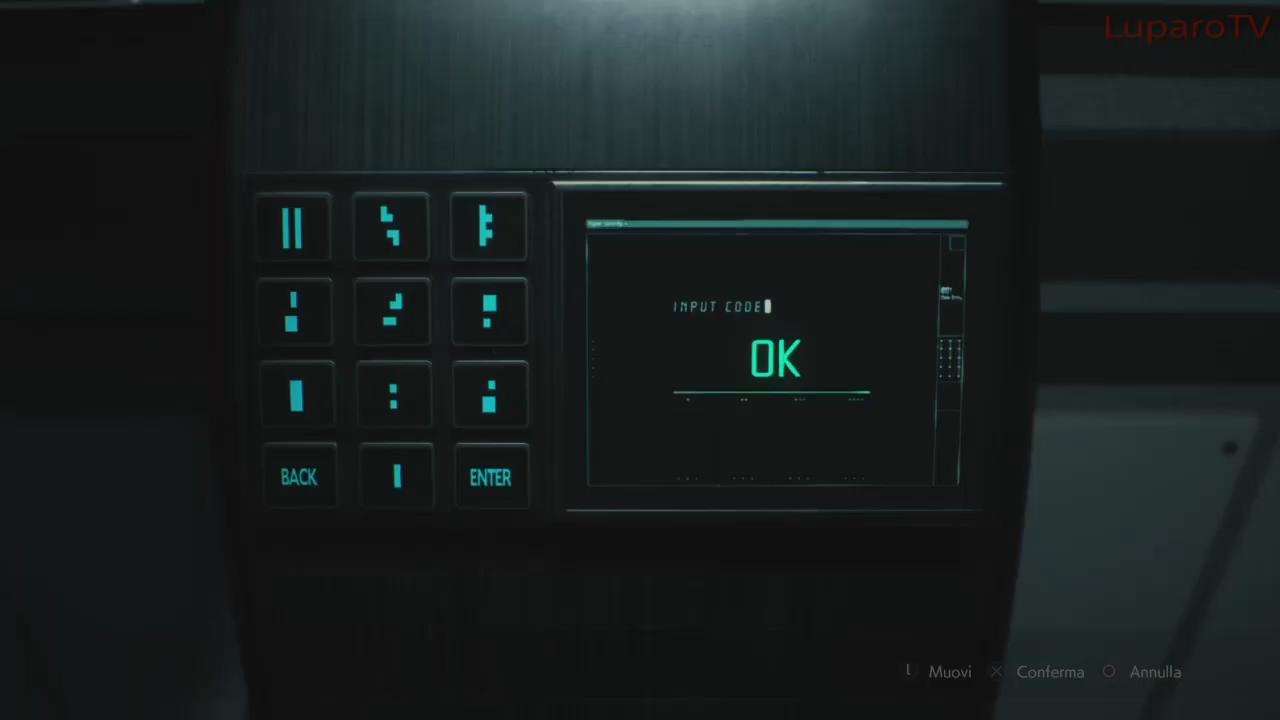 LuparoTV
INPUT CODE
OK
BACK
ENTER
Muovi
Conferma
Annulla